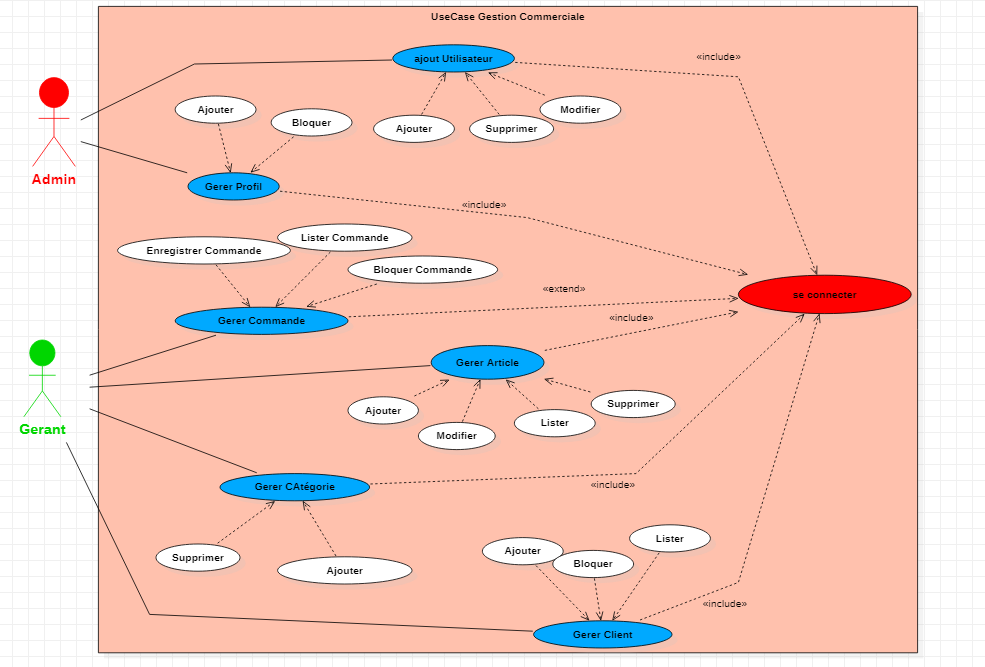 UseCase Gestion Commerciale
ajout Utilisateur
«include»
Ajouter
Bloquer
Ajouter
Supprimer
Modifier
Admin
Gerer Profil
«include»
Enregistrer Commande
Lister Commande
Bloquer Commande
«extend»
se connecter
Gerer Commande
«include»
Gerer Article
Ajouter
Modifier
Lister
Supprimer
Gerant
Gerer CAtégorie
«include»
Supprimer
Ajouter
Ajouter
Bloquer
Lister
«include»
Gerer Client